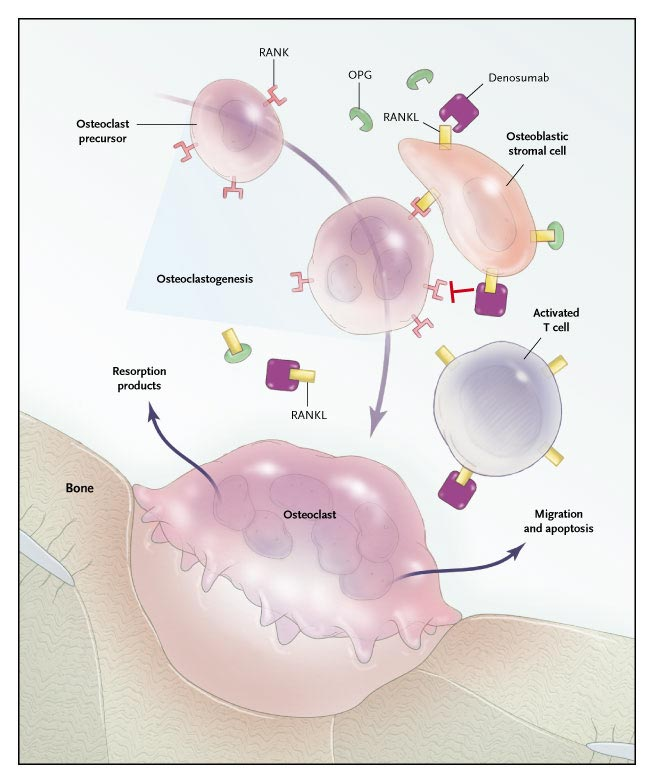 RANK
OPG
Denosumab
RANKL
Osteoclast
precursor
Osteoblastic
stromal cell
Osteoclastogenesis
Activated
T cell
Resorption
products
RANKL
Bone
Osteoclast
Migration
and apoptosis